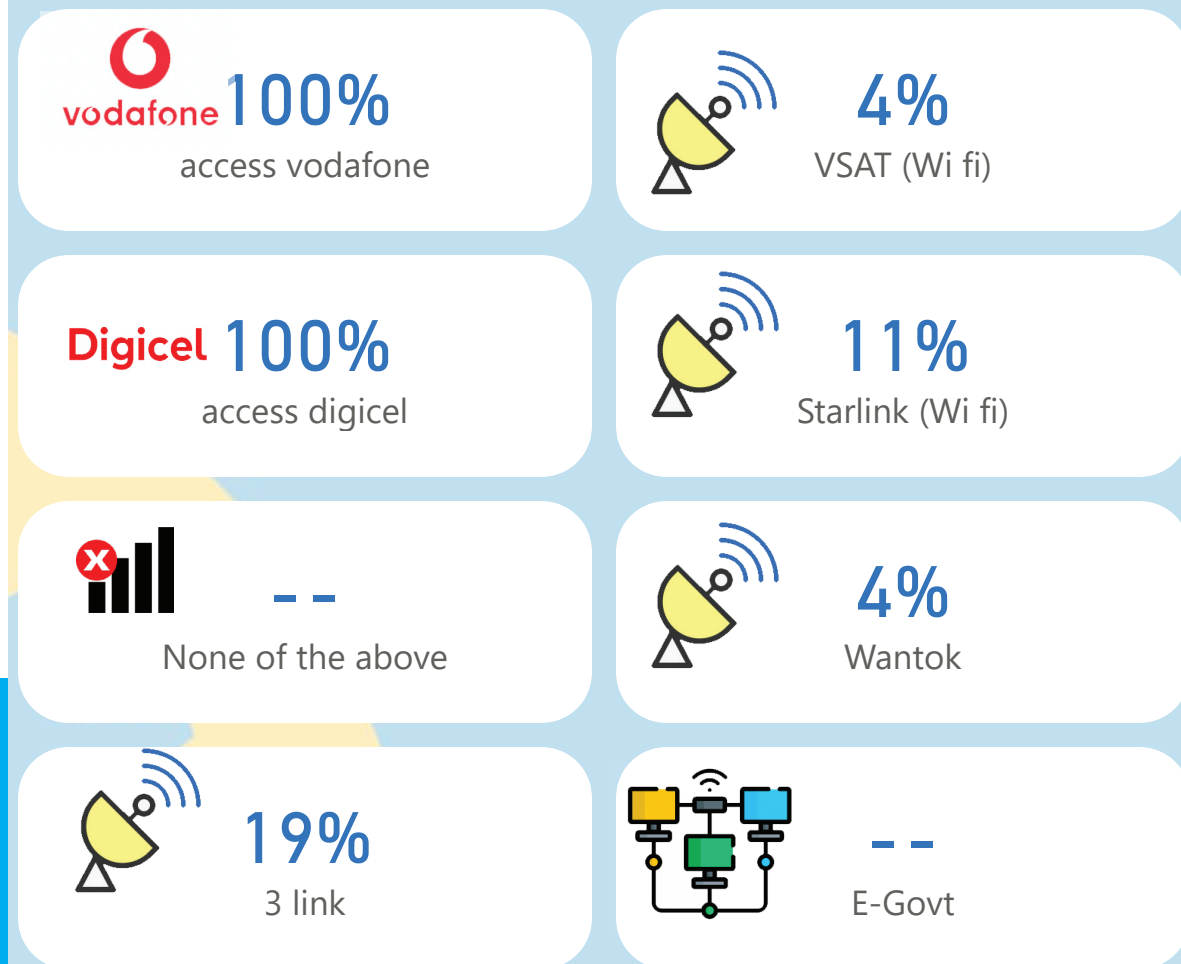 vodafone 100%
access vodafone
4%
VSAT (Wi fi)
Digicel 100%
access digicel
11%
Starlink (Wi fi)
X
--
None of the above
4%
Wantok
19%
3 link
--
E-Govt